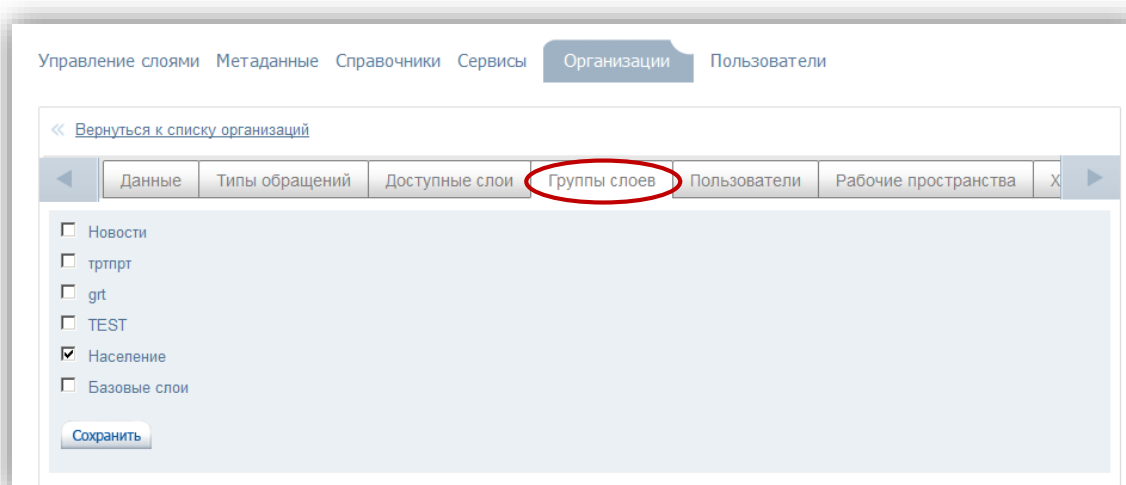 Управление слоями Метаданные Справочники Сервисы Организации Пользователи
« Вернуться к списку организаций
Данные Типы обращений Доступные слои Группы слоев Пользователи Рабочие пространства Х
Новости
тртпрт
grt
TEST
Население
Базовые слои
Сохранить